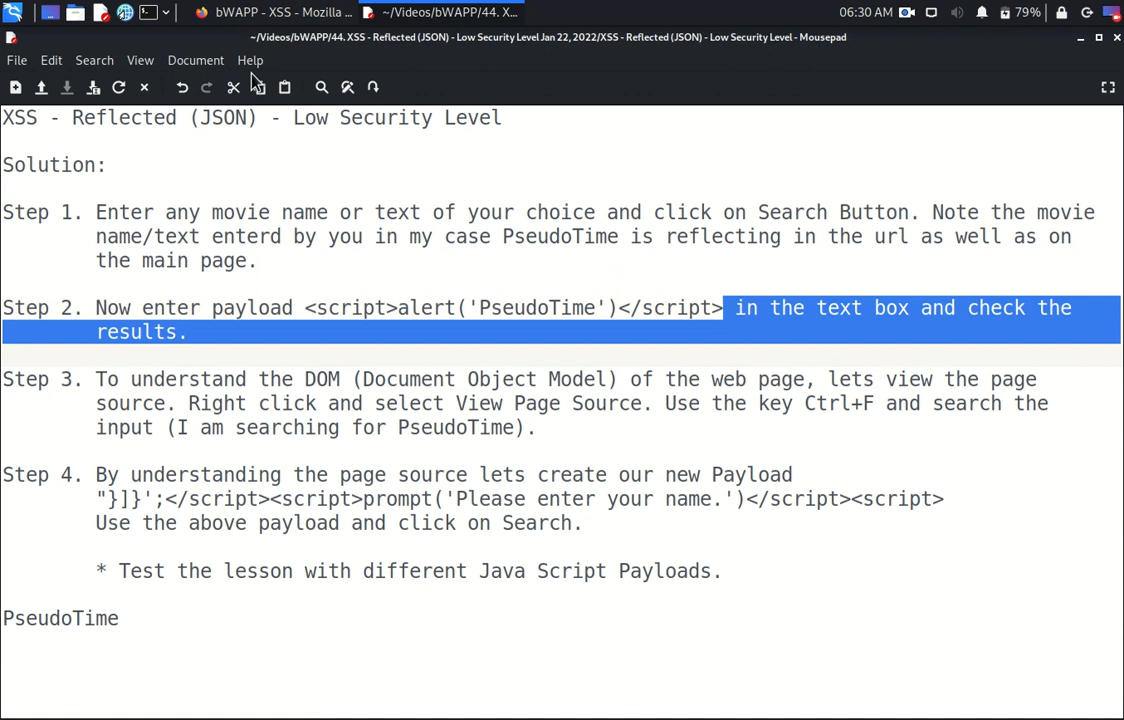 bWAPP - XSS - Mozilla ...
~/Videos/bWAPP/44. X...
06:30 AM
79%
~/Videos/bWAPP/44. XSS - Reflected (JSON) - Low Security Level Jan 22, 2022/XSS - Reflected (JSON) - Low Security Level - Mousepad
File Edit Search View Document Help
XSS - Reflected (JSON) - Low Security Level
Solution:
Step 1. Enter any movie name or text of your choice and click on Search Button. Note the movie
name/text enterd by you in my case PseudoTime is reflecting in the url as well as on
the main page.
Step 2. Now enter payload <script>alert('PseudoTime')</script> in the text box and check the
results.
Step 3. To understand the DOM (Document Object Model) of the web page, lets view the page
source. Right click and select View Page Source. Use the key Ctrl+F and search the
input (I am searching for PseudoTime).
Step 4. By understanding the page source lets create our new Payload
"}]}';</script><script>prompt('Please enter your name.')</script><script>
Use the above payload and click on Search.
* Test the lesson with different Java Script Payloads.
PseudoTime